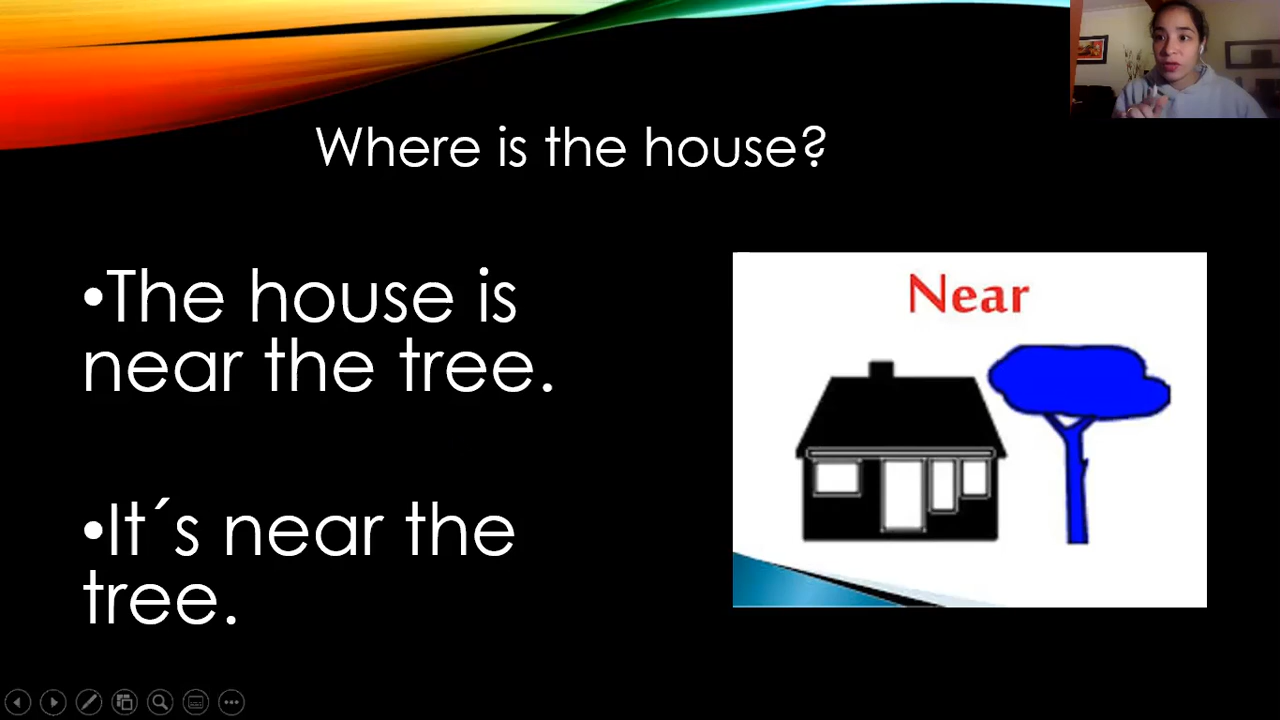 Where is the house?
•The house is
near the tree.
•It´s near the
tree.
Near